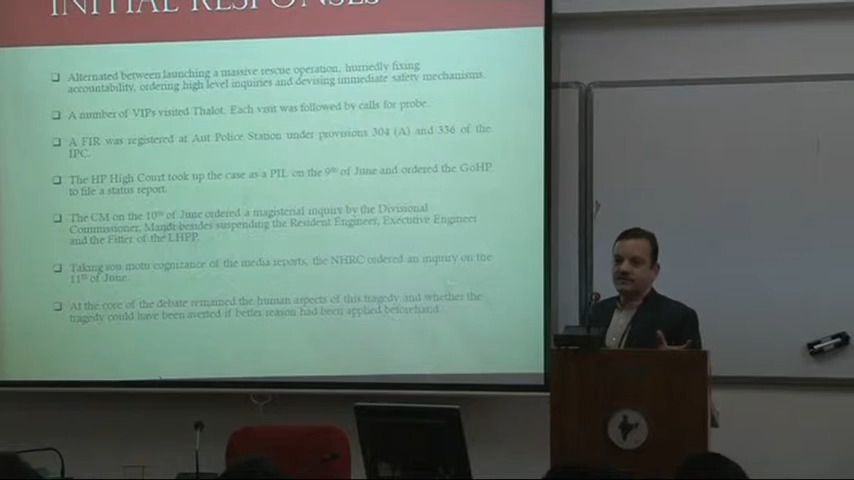 INITIAL RESPONSES
Alternated between launching a massive rescue operation, hurriedly fixing
accountability, ordering high level inquiries and devising immediate safety mechanisms.
A number of VIPs visited Thalot. Each visit was followed by calls for probe.
A FIR was registered at Aut Police Station under provisions 304 (A) and 336 of the
IPC.
The HP High Court took up the case as a PIL on the 9th of June and ordered the GoHP
to file a status report.
The CM on the 10th of June ordered a magisterial inquiry by the Divisional
Commissioner, Mandi besides suspending the Resident Engineer, Executive Engineer
and the Fitter of the LHPP.
Taking suo motu cognizance of the media reports, the NHRC ordered an inquiry on the
11th of June.
At the core of the debate remained the human aspects of this tragedy and whether the
tragedy could have been averted if better reason had been applied beforehand.